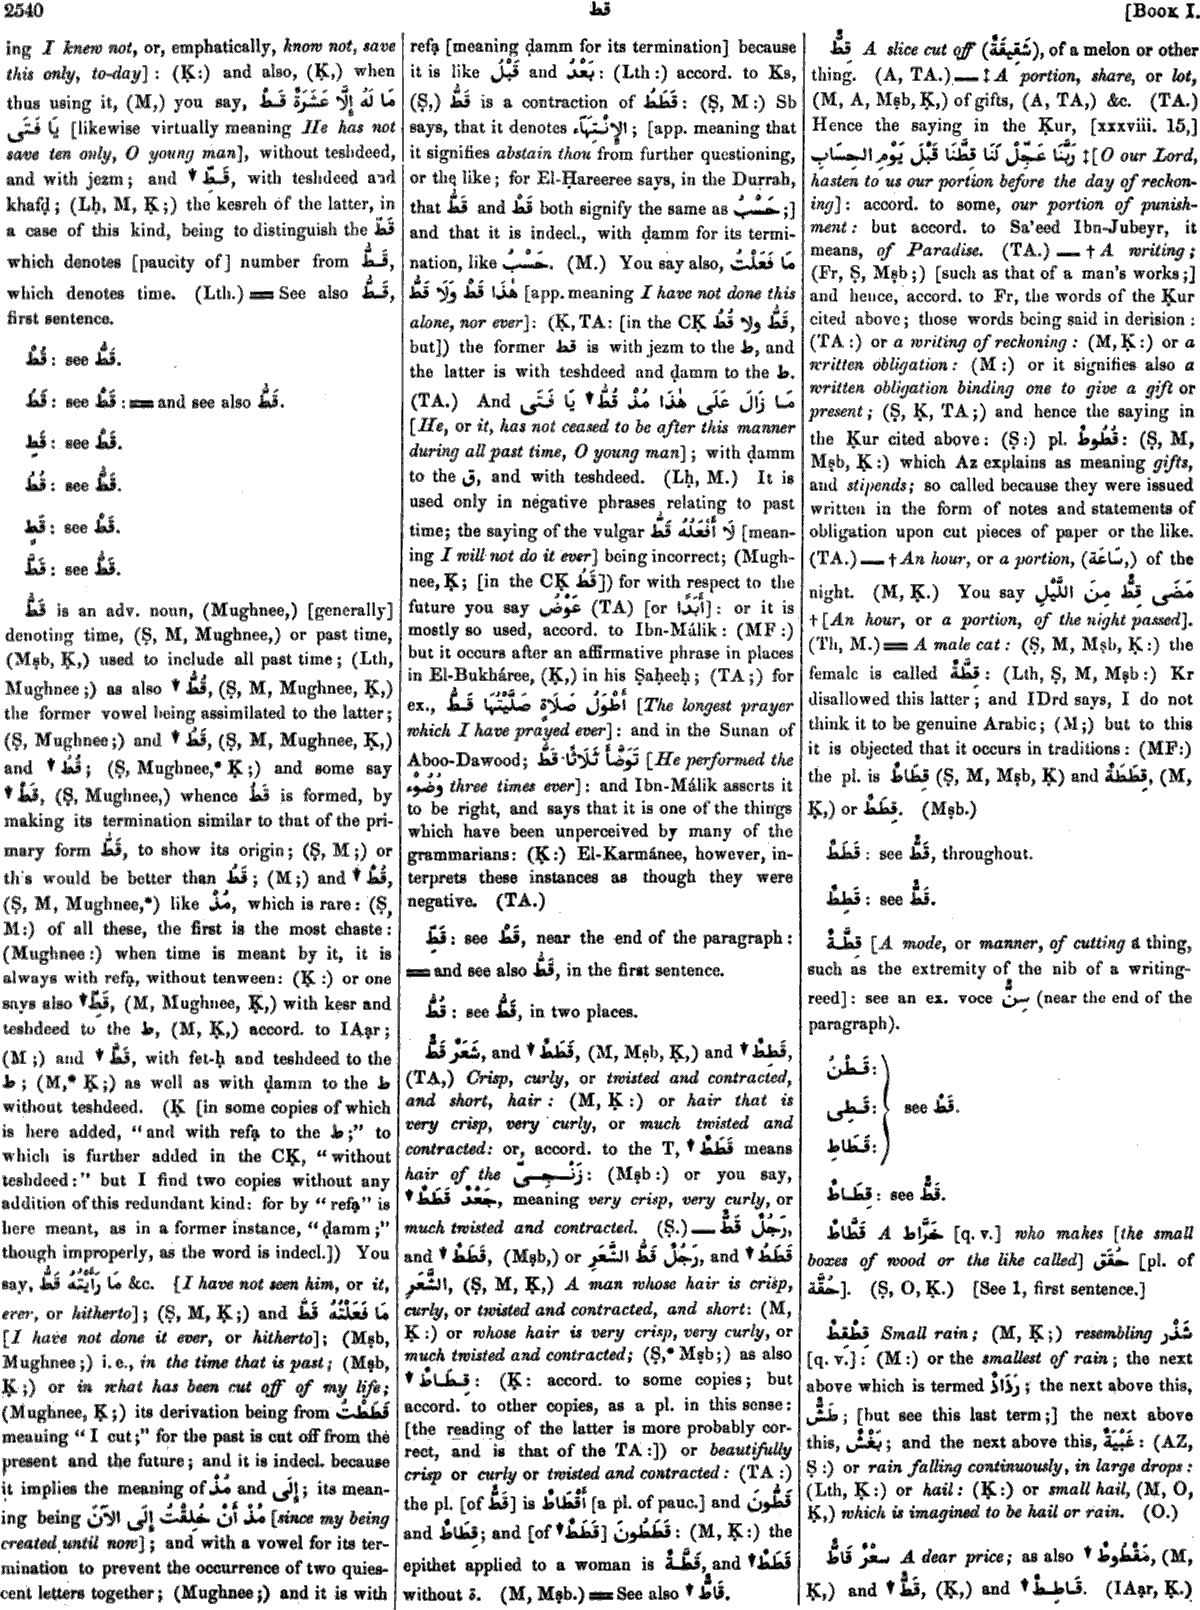 2540
قط
[BOOK I.
ing I knew not, or, emphatically, know not, save
this only, to-day]: (Ḳ:) and also, (Ḳ,) when
thus using it, (M,) you say, مَا لَهُ إِلَّا عَشَرَةٌ قَطْ
يَا فَتَى [likewise virtually meaning He has not
save ten only, O young man], without teshdeed,
and with jezm; and ▼ قَطِّ, with teshdeed and
khafḍ; (Lḥ, M, Ḳ;) the kesreh of the latter, in
a case of this kind, being to distinguish the قَطّ
which denotes [paucity of] number from قَطُّ,
which denotes time. (Lth.) ═ See also قَطُّ,
first sentence.
قُطْ: see قَطُّ.
قَطُ: see قَطُّ: ═ and see also قَطُّ.
قَطِ: see قَطْ.
قُطُ: see قَطُّ.
قَطٍ: see قَطْ.
قَطَّ: see قَطُّ.
قَطُّ is an adv. noun, (Mughnee,) [generally]
denoting time, (Ṣ, M, Mughnee,) or past time,
(Mṣb, Ḳ,) used to include all past time; (Lth,
Mughnee;) as also ▼ قُطُّ, (Ṣ, M, Mughnee, Ḳ,)
the former vowel being assimilated to the latter;
(Ṣ, Mughnee;) and ▼ قَطُ, (Ṣ, M, Mughnee, Ḳ,)
and ▼ قُطُ; (Ṣ, Mughnee,* Ḳ;) and some say
▼ قَطْ, (Ṣ, Mughnee,) whence قَطُ is formed, by
making its termination similar to that of the pri-
mary form قَطُّ, to show its origin; (Ṣ, M;) or
this would be better than قَطْ; (M;) and ▼ قُطْ,
(Ṣ, M, Mughnee,*) like مُذْ, which is rare: (Ṣ,
M:) of all these, the first is the most chaste:
(Mughnee:) when time is meant by it, it is
always with refạ, without tenween: (Ḳ:) or one
says also ▼ قَطِّ, (M, Mughnee, Ḳ,) with kesr and
teshdeed to the ط, (M, Ḳ,) accord. to IAạr;
(M;) and ▼ قَطَّ, with fet-ḥ and teshdeed to the
ط; (M,* Ḳ;) as well as with ḍamm to the ط
without teshdeed. (Ḳ [in some copies of which
is here added, "and with refạ to the ط;" to
which is further added in the CḲ, "without
teshdeed:" but I find two copies without any
addition of this redundant kind: for by "refạ" is
here meant, as in a former instance, "ḍamm;"
though improperly, as the word is indecl.]) You
say, مَا رَأَيْتُهُ قَطُّ &c. [I have not seen him, or it,
ever, or hitherto]; (Ṣ, M, Ḳ;) and مَا فَعَلْتُهُ قَطُّ
[I have not done it ever, or hitherto]; (Mṣb,
Mughnee;) i. e., in the time that is past; (Mṣb,
Ḳ;) or in what has been cut off of my life;
(Mughnee, Ḳ;) its derivation being from قَطَطْتُ
meaning "I cut;" for the past is cut off from the
present and the future; and it is indecl. because
it implies the meaning of مُذْ and إِلَى; its mean-
ing being مُذْ أَنْ خُلِقْتُ إِلَى الآنَ [since my being
created until now]; and with a vowel for its ter-
mination to prevent the occurrence of two quies-
cent letters together; (Mughnee;) and it is with
refạ [meaning ḍamm for its termination] because
it is like قَبْلُ and بَعْدُ: (Lth:) accord. to Ks,
(Ṣ,) قَطُّ is a contraction of قَطُطُ: (Ṣ, M:) Sb
says, that it denotes الاِنْتِهَآء; [app. meaning that
it signifies abstain thou from further questioning,
or the like; for El-Ḥareeree says, in the Durrah,
that قَطُّ and قَطْ both signify the same as حَسْبُ;]
and that it is indecl., with ḍamm for its termi-
nation, like حَسْبُ. (M.) You say also, مَا فَعَلْتُ
هٰذَا قَطْ وَلَا قَطُّ [app. meaning I have not done this
alone, nor ever]: (Ḳ, TA: [in the CḲ قَطُ ولا قَطُّ,
but]) the former قط is with jezm to the ط, and
the latter is with teshdeed and ḍamm to the ط.
(TA.) And مَا زَالَ عَلَى هٰذَا مُذْ قُطُّ ▼ يَا فَتَى
[He, or it, has not ceased to be after this manner
during all past time, O young man]; with ḍamm
to the ق, and with teshdeed. (Lḥ, M.) It is
used only in negative phrases relating to past
time; the saying of the vulgar لَا أَفْعَلُهُ قَطُّ [mean-
ing I will not do it ever] being incorrect; (Mugh-
nee, Ḳ; [in the CḲ قَطُ]) for with respect to the
future you say عَوْضُ (TA) [or أَبَدًا]: or it is
mostly so used, accord. to Ibn-Málik: (MF:)
but it occurs after an affirmative phrase in places
in El-Bukháree, (Ḳ,) in his Ṣaḥeeḥ; (TA;) for
ex., أَطْوَلُ صَلَاةٍ صَلَّيْتُهَا قَطُّ [The longest prayer
which I have prayed ever]: and in the Sunan of
Aboo-Dawood; تَوَضَّأَ ثَلَاثًا قَطُّ [He performed the
وُضُوْء three times ever]: and Ibn-Málik asserts it
to be right, and says that it is one of the things
which have been unperceived by many of the
grammarians: (Ḳ:) El-Karmánee, however, in-
terprets these instances as though they were
negative. (TA.)
قَطِّ: see قَطْ, near the end of the paragraph:
═ and see also قَطُّ, in the first sentence.
قُطُّ: see قَطُّ, in two places.
شَعَرٌ قَطٌّ, and ▼ قَطَطٌ, (M, Mṣb, Ḳ,) and ▼ قَطِطٌ,
(TA,) Crisp, curly, or twisted and contracted,
and short, hair: (M, Ḳ:) or hair that is
very crisp, very curly, or much twisted and
contracted: or, accord. to the T, ▼ قَطَطٌ means
hair of the زَنْجِىّ: (Mṣb:) or you say,
▼ جَعْدٌ قَطَطٌ, meaning very crisp, very curly, or
much twisted and contracted. (Ṣ.) — رَجُلٌ قَطٌّ,
and ▼ قَطَطٌ, (Mṣb,) or رَجُلٌ قَطُّ الشَّعَرِ, and ▼ قَطَطُ
الشَّعَرِ, (Ṣ, M, Ḳ,) A man whose hair is crisp,
curly, or twisted and contracted, and short: (M,
Ḳ:) or whose hair is very crisp, very curly, or
much twisted and contracted; (Ṣ,* Mṣb;) as also
▼ قِطَاطٌ: (Ḳ: accord. to some copies; but
accord. to other copies, as a pl. in this sense:
[the reading of the latter is more probably cor-
rect, and is that of the TA:]) or beautifully
crisp or curly or twisted and contracted: (TA:)
the pl. [of قَطٌّ] is أَقْطَاطٌ [a pl. of pauc.] and قَطُّونَ
and قِطَاطٌ; and [of ▼ قَطَطٌ] قَطَطُونَ: (M, Ḳ:) the
epithet applied to a woman is قَطَّةٌ, and ▼ قَطَطٌ
without ة. (M, Mṣb.) ═ See also ▼ قَاطٌّ.
قِطٌّ A slice cut off (شَقِيقَةٌ), of a melon or other
thing. (A, TA.) — ‡ A portion, share, or lot,
(M, A, Mṣb, Ḳ,) of gifts, (A, TA,) &c. (TA.)
Hence the saying in the Ḳur, [xxxviii. 15,]
رَبَّنَا عَجِّلْ لَنَا قِطَّنَا قَبْلَ يَوْمِ الحِسَابِ ‡ [O our Lord,
hasten to us our portion before the day of reckon-
ing]: accord. to some, our portion of punish-
ment: but accord. to Sa'eed Ibn-Jubeyr, it
means, of Paradise. (TA.) — † A writing;
(Fr, Ṣ, Mṣb;) [such as that of a man's works;]
and hence, accord. to Fr, the words of the Ḳur
cited above; those words being said in derision:
(TA:) or a writing of reckoning: (M, Ḳ:) or a
written obligation: (M:) or it signifies also a
written obligation binding one to give a gift or
present; (Ṣ, Ḳ, TA;) and hence the saying in
the Ḳur cited above: (Ṣ:) pl. قُطُوطٌ: (Ṣ, M,
Mṣb, Ḳ:) which Az explains as meaning gifts,
and stipends; so called because they were issued
written in the form of notes and statements of
obligation upon cut pieces of paper or the like.
(TA.) — † An hour, or a portion, (سَاعَة,) of the
night. (M, Ḳ.) You say مَضَى قِطٌّ مِنَ اللَّيْلِ
† [An hour, or a portion, of the night passed].
(Th, M.) ═ A male cat: (Ṣ, M, Mṣb, Ḳ:) the
female is called قِطَّةٌ: (Lth, Ṣ, M, Mṣb:) Kr
disallowed this latter; and IDrd says, I do not
think it to be genuine Arabic; (M;) but to this
it is objected that it occurs in traditions: (MF:)
the pl. is قِطَاطٌ (Ṣ, M, Mṣb, Ḳ) and قِطَطَةٌ, (M,
Ḳ,) or قِطَطٌ. (Mṣb.)
قَطَطٌ: see قَطٌّ, throughout.
قَطِطٌ: see قَطٌّ.
قِطَّةٌ [A mode, or manner, of cutting a thing,
such as the extremity of the nib of a writing-
reed]: see an ex. voce سِنٌّ (near the end of the
paragraph).
قَطْنُ:
قَطِى:
قَطَاطِ:
see قَطْ.
قِطَاطٌ: see قَطٌّ.
قَطَّاطٌ A خَرَّاط [q. v.] who makes [the small
boxes of wood or the like called] حُقَق [pl. of
حُقَّة]. (Ṣ, O, Ḳ.) [See 1, first sentence.]
قِطْقِطٌ Small rain; (M, Ḳ;) resembling شَذْر
[q. v.]: (M:) or the smallest of rain; the next
above which is termed رَذَاذٌ; the next above this,
طَشٌّ; [but see this last term;] the next above
this, بَغْشٌ; and the next above this, غَبْيَةٌ: (AZ,
Ṣ:) or rain falling continuously, in large drops:
(Lth, Ḳ:) or hail: (Ḳ:) or small hail, (M, O,
Ḳ,) which is imagined to be hail or rain. (O.)
سِعْرٌ قَاطٌّ A dear price; as also ▼ مَقْطُوطٌ, (M,
Ḳ,) and ▼ قَطٌّ, (Ḳ,) and ▼ قَاطِطٌ. (IAạr, Ḳ.)